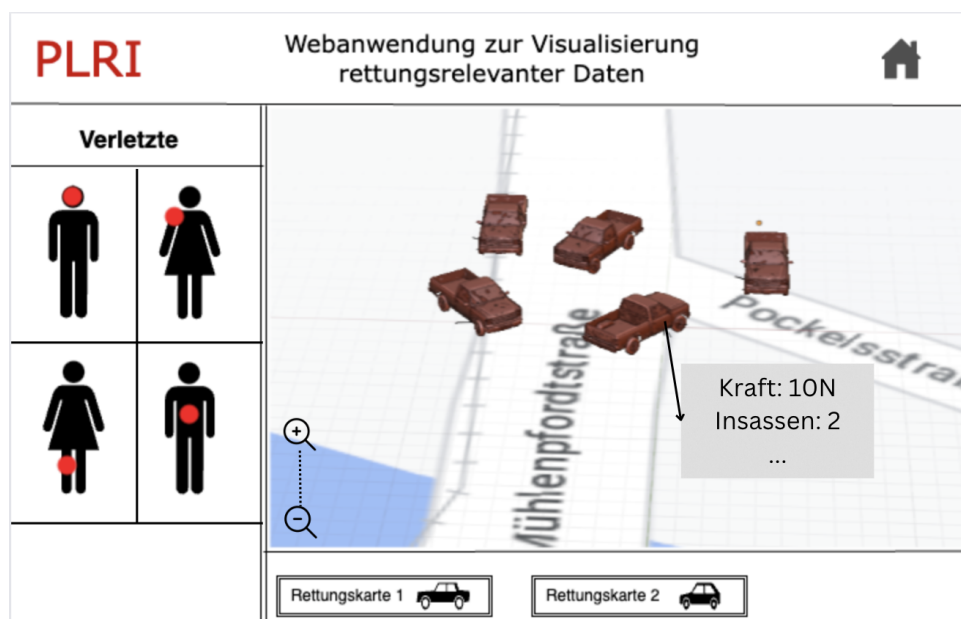 PLRI
Webanwendung zur Visualisierung
rettungsrelevanter Daten
Verletzte
Mühlenpfordtstraße
Pockelsstra
Kraft: 10N
Insassen: 2
...
Rettungskarte 1
Rettungskarte 2